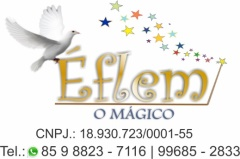 Éflem
O MÁGICO
CNPJ.: 18.930.723/0001-55
Tel.: 85 9 8823 - 7116 | 99685 - 2833